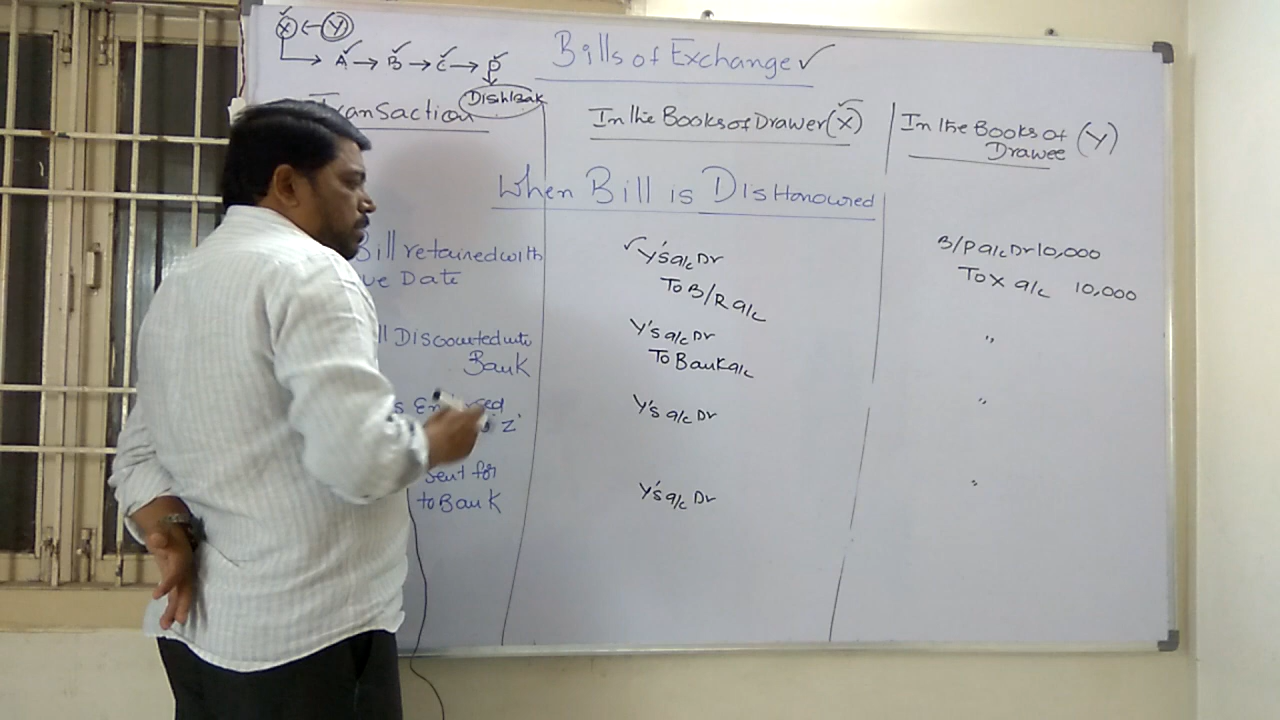 X ← Y
A → B → C → D
Bills of Exchange ✓
Transaction
In the Books of Drawer (X)
In the Books of
Drawee (Y)
When Bill is DisHonoured
Bill retained with
Date
Y's a/c Dr
To B/R a/c
B/P a/c Dr 10,000
To X a/c 10,000
Discounted with
Bank
Y's a/c Dr
To Bank a/c
"
Z'
Y's a/c Dr
"
Sent for
to Bank
Y's a/c Dr
"